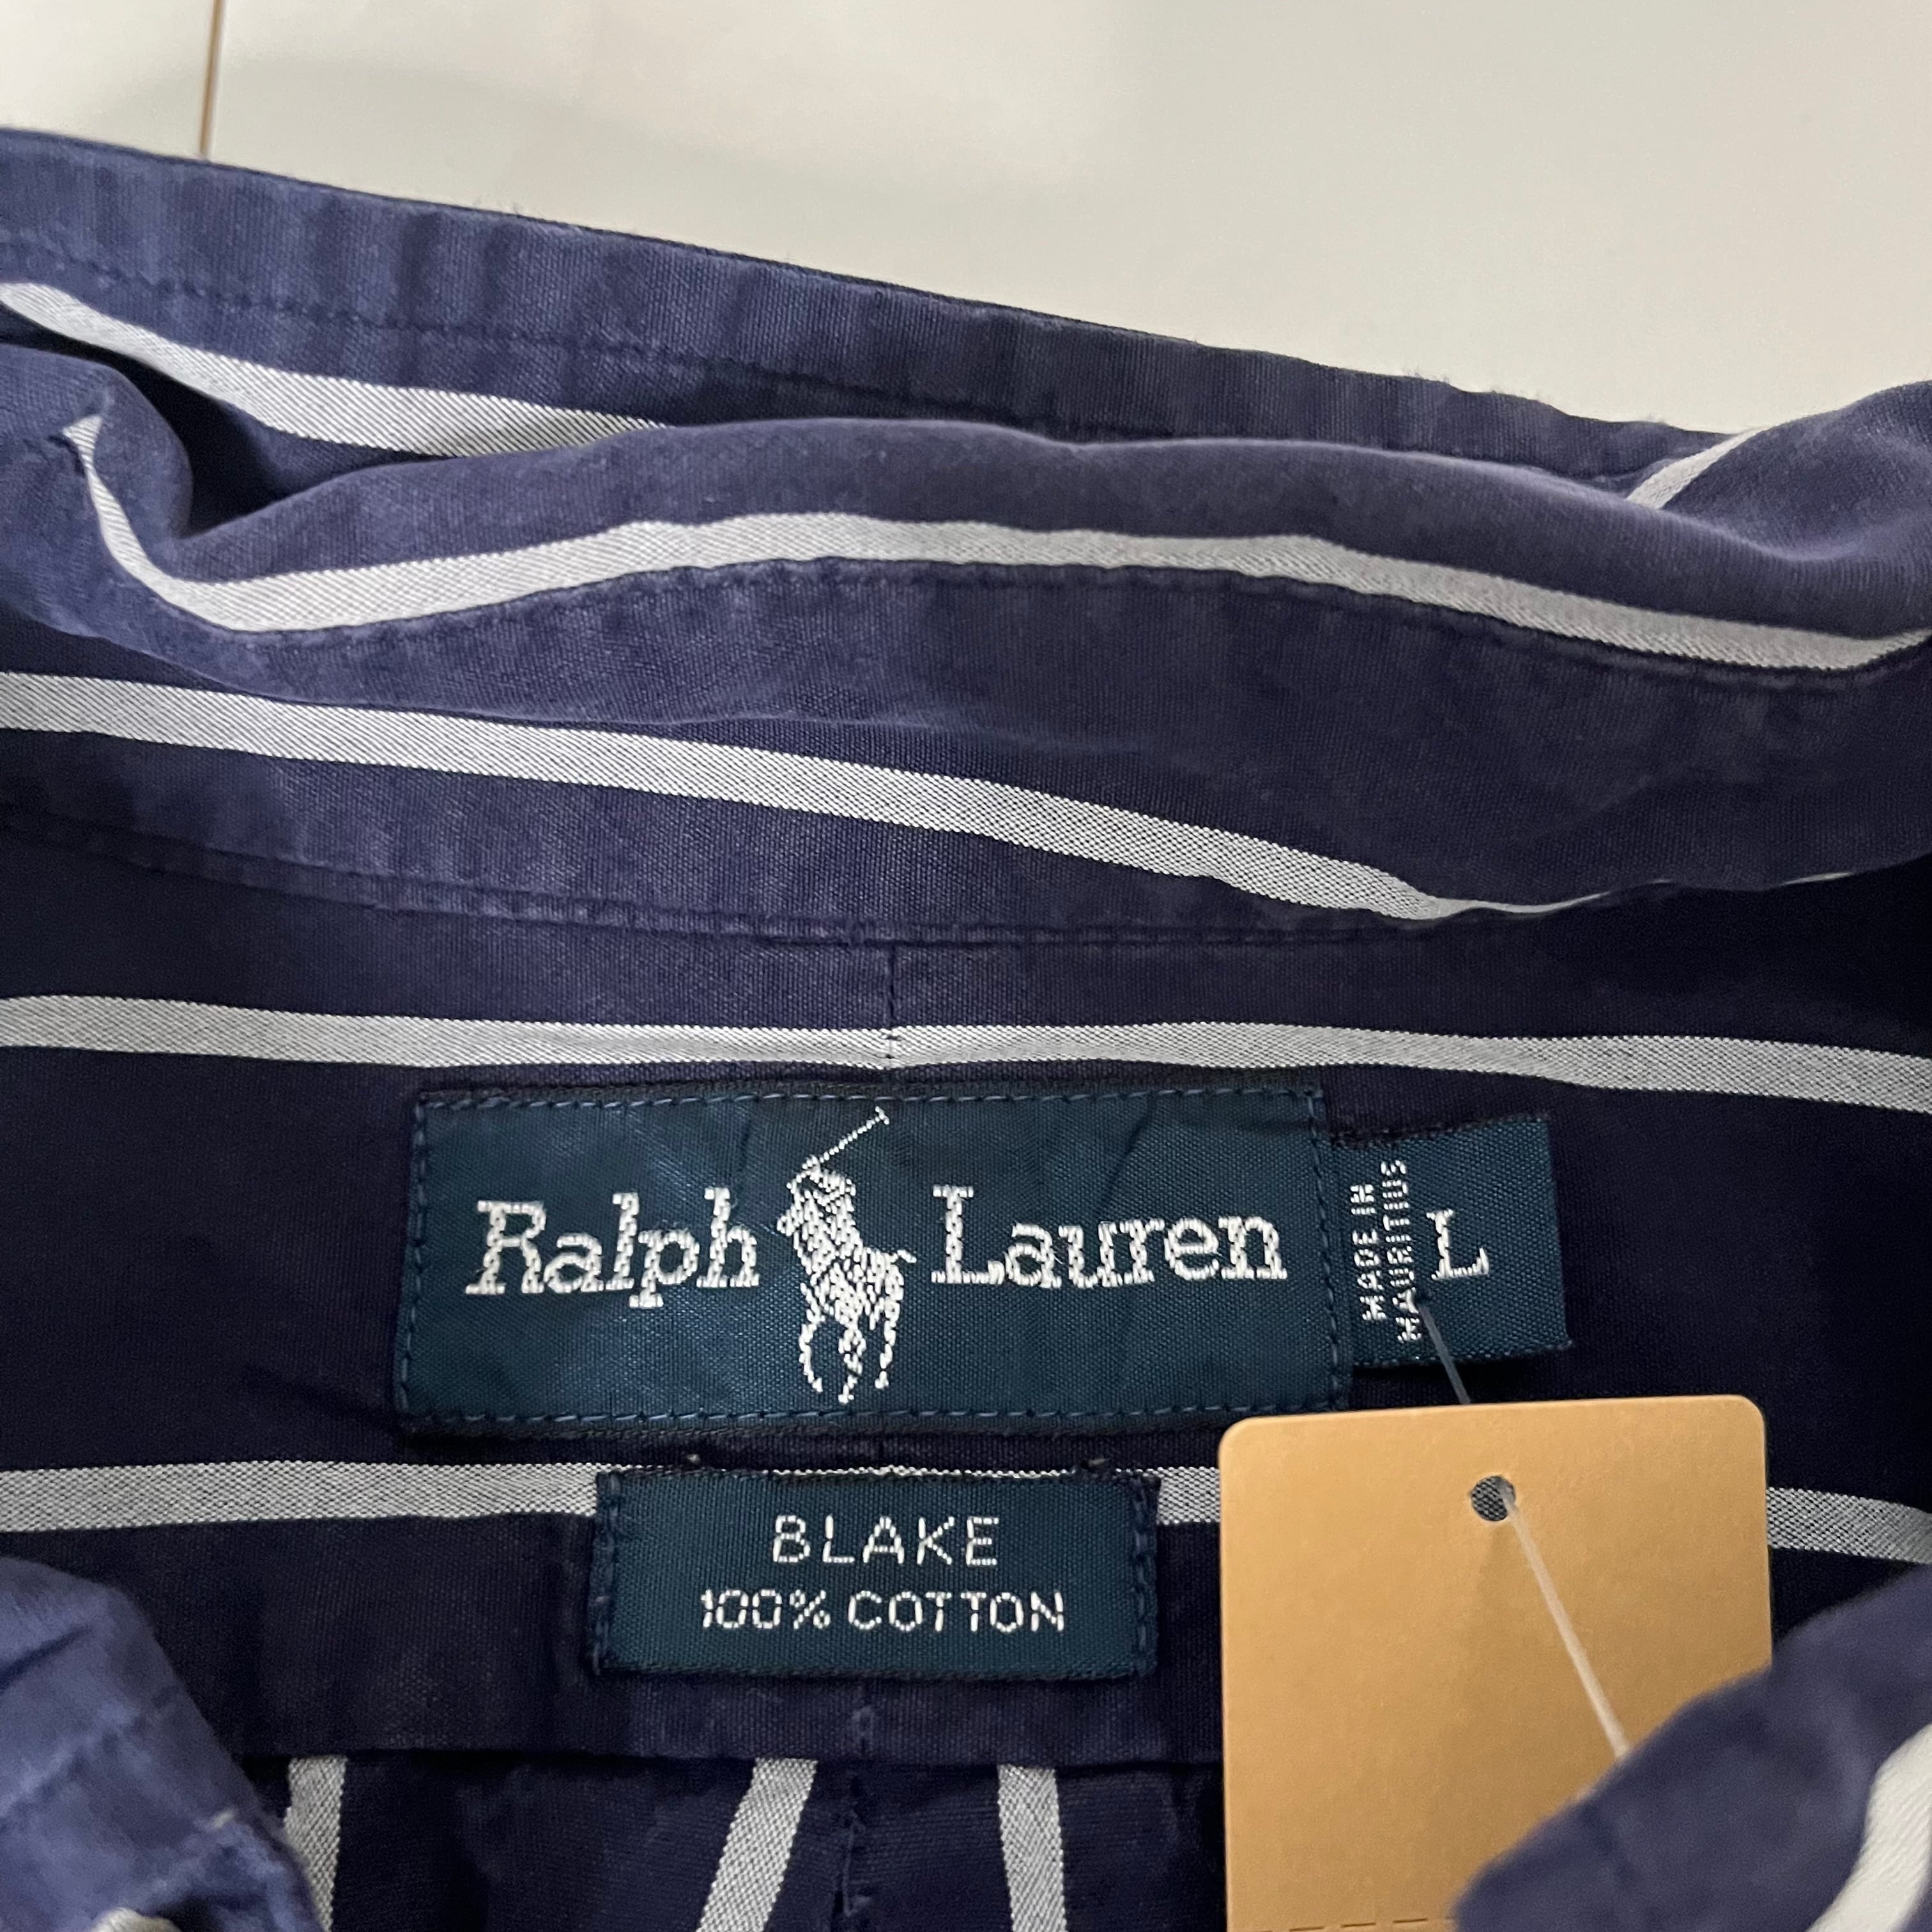 Ralph Lauren
MADE IN
MAURITIUS
L
BLAKE
100% COTTON